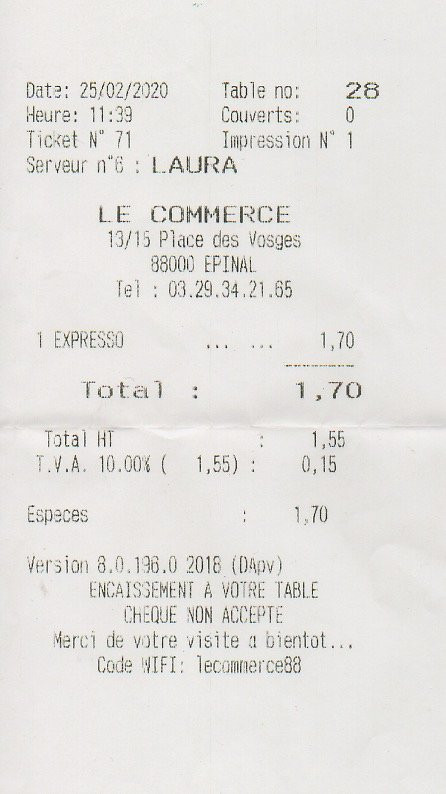 Date: 25/02/2020 Table no: 28
Heure: 11:39 Couverts: 0
Ticket N° 71 Impression N° 1
Serveur n°6 : LAURA
LE COMMERCE
13/15 Place des Vosges
88000 EPINAL
Tel : 03.29.34.21.65
1 EXPRESSO ... ... 1,70
Total : 1,70
Total HT : 1,55
T.V.A. 10.00% ( 1,55) : 0,15
Especes : 1,70
Version 8.0.196.0 2018 (DApv)
ENCAISSEMENT A VOTRE TABLE
CHEQUE NON ACCEPTE
Merci de votre visite a bientot...
Code WIFI: lecommerce88